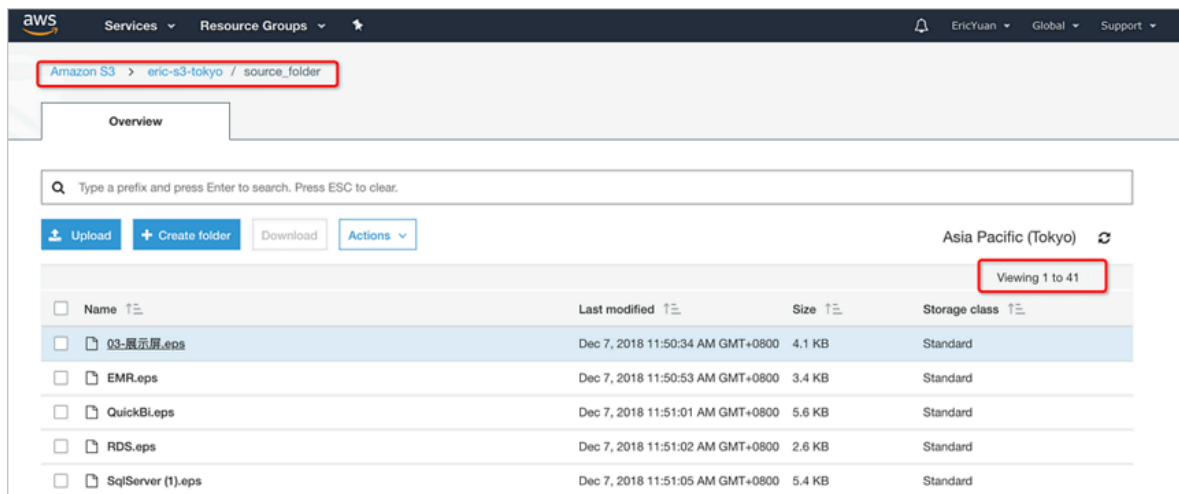 aws Services Resource Groups EricYuan Global Support
Amazon S3 > eric-s3-tokyo / source_folder
Overview
Type a prefix and press Enter to search. Press ESC to clear.
Upload + Create folder Download Actions Asia Pacific (Tokyo)
Viewing 1 to 41
Name Last modified Size Storage class
03-展示屏.eps Dec 7, 2018 11:50:34 AM GMT+0800 4.1 KB Standard
EMR.eps Dec 7, 2018 11:50:53 AM GMT+0800 3.4 KB Standard
QuickBi.eps Dec 7, 2018 11:51:01 AM GMT+0800 5.6 KB Standard
RDS.eps Dec 7, 2018 11:51:02 AM GMT+0800 2.6 KB Standard
SqlServer (1).eps Dec 7, 2018 11:51:05 AM GMT+0800 5.4 KB Standard